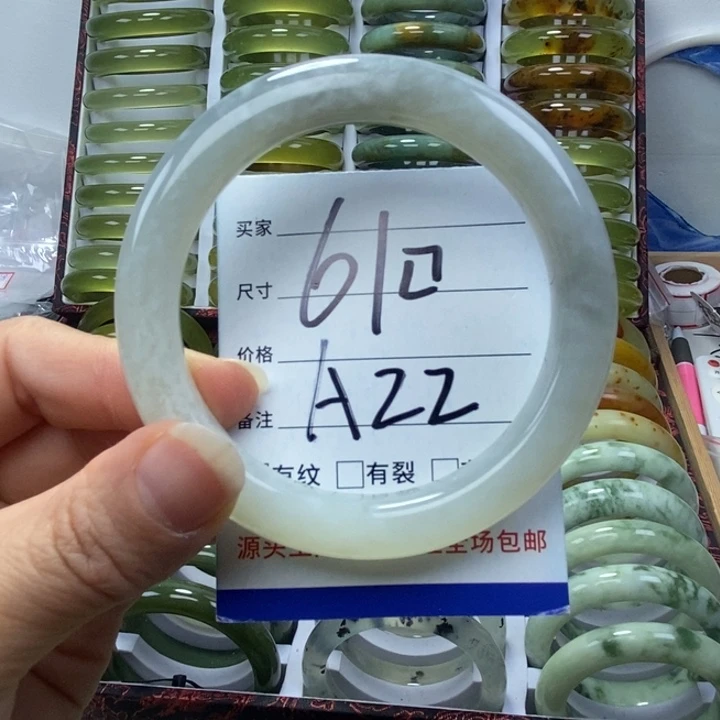 买家
尺寸 61口
价格
备注 A22
有纹 □有裂 □
源头工 全场包邮